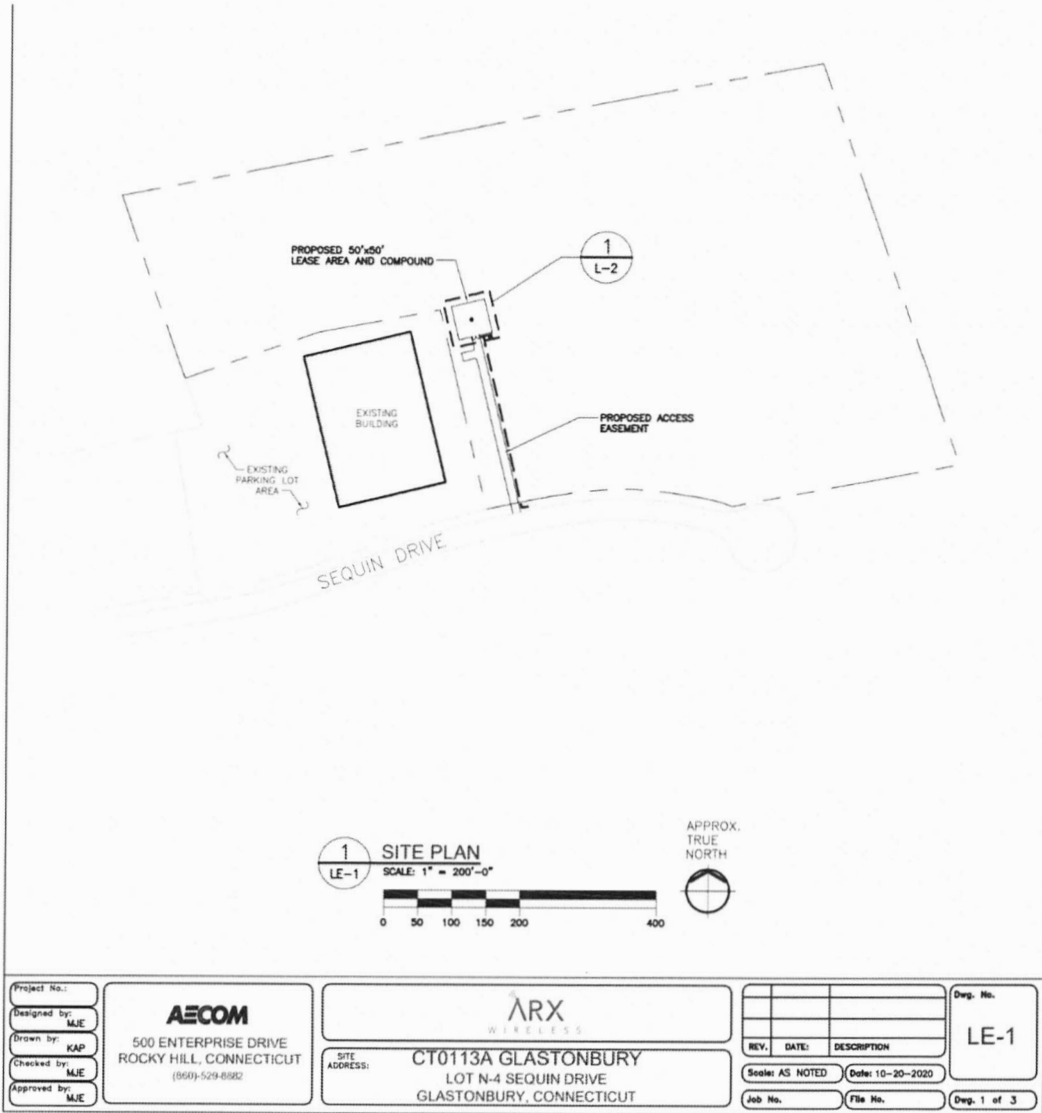 PROPOSED 50'x50'
LEASE AREA AND COMPOUND
1
L-2
EXISTING
BUILDING
PROPOSED ACCESS
EASEMENT
EXISTING
PARKING LOT
AREA
SEQUIN DRIVE
1
LE-1
SITE PLAN
SCALE: 1" = 200'-0"
0 50 100 150 200 400
APPROX.
TRUE
NORTH
Project No.:
Designed by:
MJE
Drawn by:
KAP
Checked by:
MJE
Approved by:
MJE
AECOM
500 ENTERPRISE DRIVE
ROCKY HILL, CONNECTICUT
(860)-529-8882
ARX
WIRELESS
SITE
ADDRESS:
CT0113A GLASTONBURY
LOT N-4 SEQUIN DRIVE
GLASTONBURY, CONNECTICUT
REV. DATE: DESCRIPTION
Scale: AS NOTED
Date: 10-20-2020
Job No.
File No.
Dwg. No.
LE-1
Dwg. 1 of 3